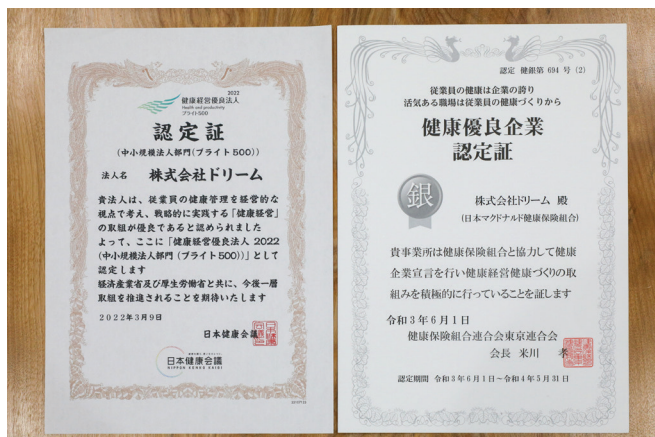 2022
健康経営優良法人
Health and productivity
ブライト500
認定証
(中小規模法人部門(ブライト500))
法人名 株式会社ドリーム
貴法人は、従業員の健康管理を経営的な
視点で考え、戦略的に実践する「健康経営」
の取組が優良であると認められました
よって、ここに「健康経営優良法人 2022
(中小規模法人部門(ブライト500))」として
認定します
経済産業省及び厚生労働省と共に、今後一層
取組を推進されることを期待いたします
2022年3月9日
日本健康会議
日本健康会議
NIPPON KENKO KAIGI
認定 健銀第 694 号 (2)
従業員の健康は企業の誇り
活気ある職場は従業員の健康づくりから
健康優良企業
認定証
銀
株式会社ドリーム 殿
(日本マクドナルド健康保険組合)
貴事業所は健康保険組合と協力して健康
企業宣言を行い健康経営健康づくりの取
組みを積極的に行っていることを証します
令和3年6月1日
健康保険組合連合会東京連合会
会長 米川 孝
認定期間 令和3年6月1日~令和4年5月31日